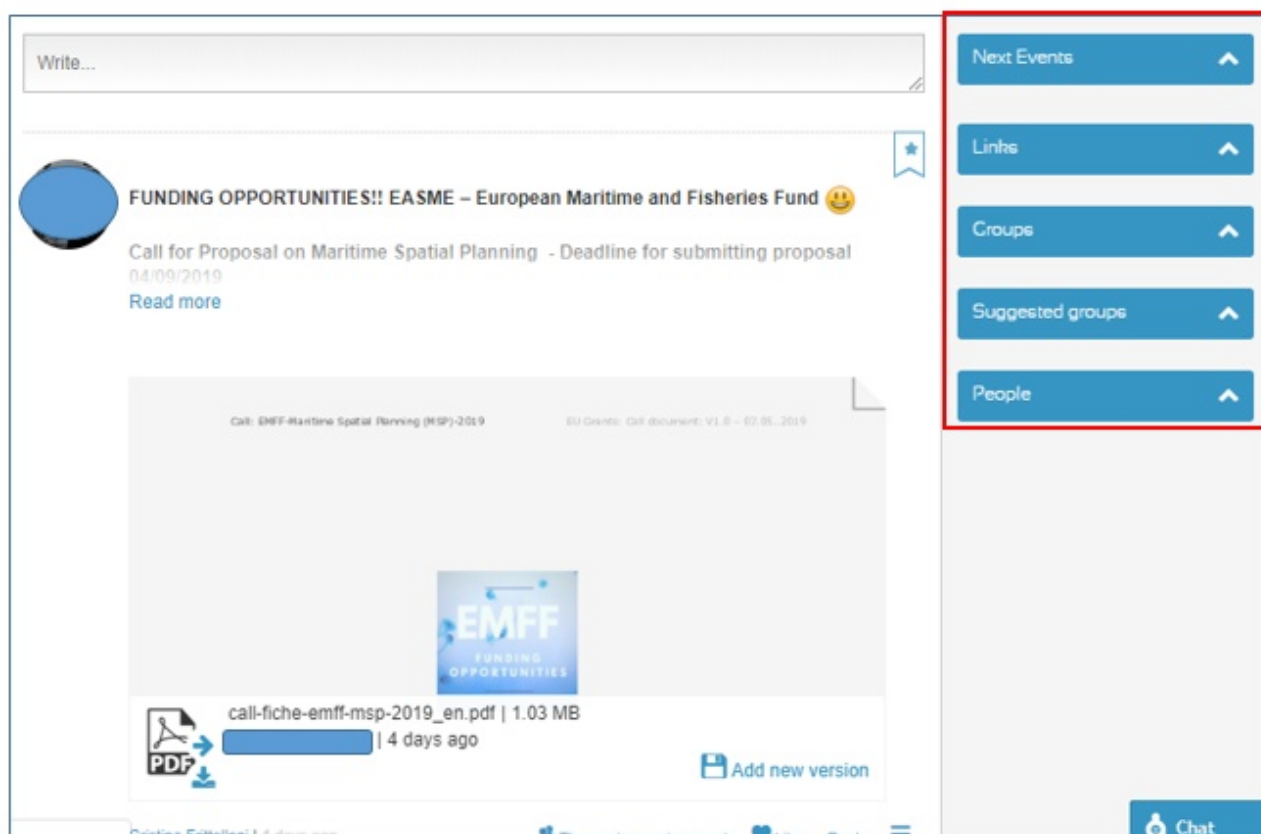 Write...
FUNDING OPPORTUNITIES!! EASME – European Maritime and Fisheries Fund
Call for Proposal on Maritime Spatial Planning - Deadline for submitting proposal
04/09/2019
Read more
Call: EMFF-Maritime Spatial Planning (MSP)-2019
EU Grants: Call document: V1.0 – 07.05..2019
EMFF
FUNDING
OPPORTUNITIES
call-fiche-emff-msp-2019_en.pdf | 1.03 MB
PDF
| 4 days ago
Add new version
Next Events
Links
Groups
Suggested groups
People
Chat